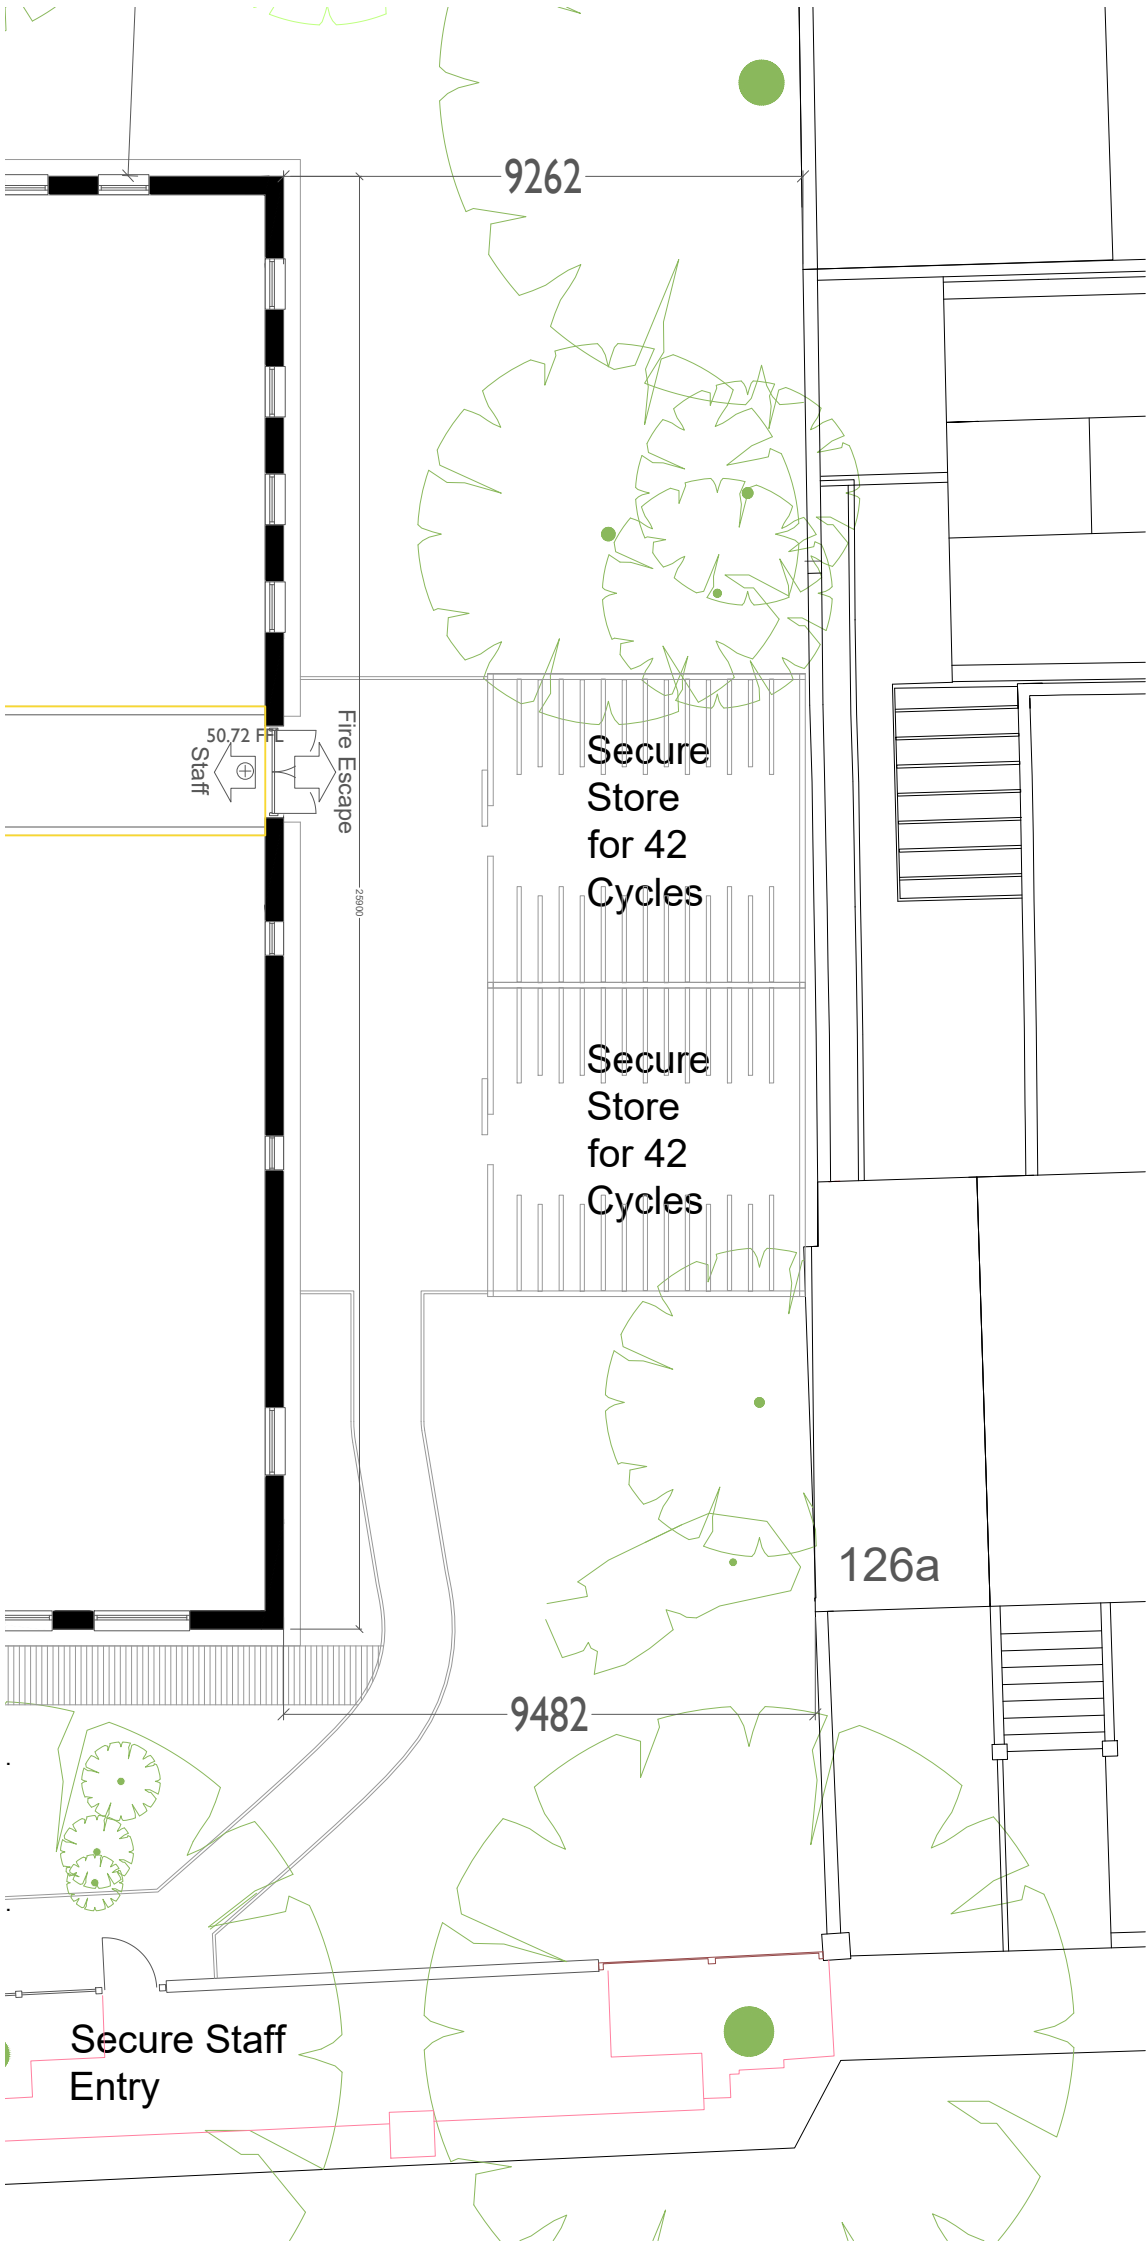 9262
50.72 FFL
Staff
Fire Escape
Secure
Store
for 42
Cycles
25900
Secure
Store
for 42
Cycles
126a
9482
Secure Staff
Entry